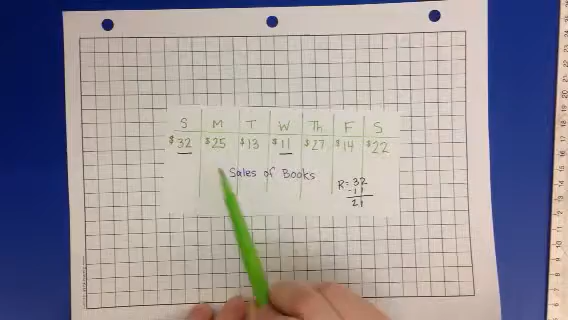 S M T W Th F S
$32 $25 $13 $11 $27 $14 $22
Sales of Books
R= 32
-11
21